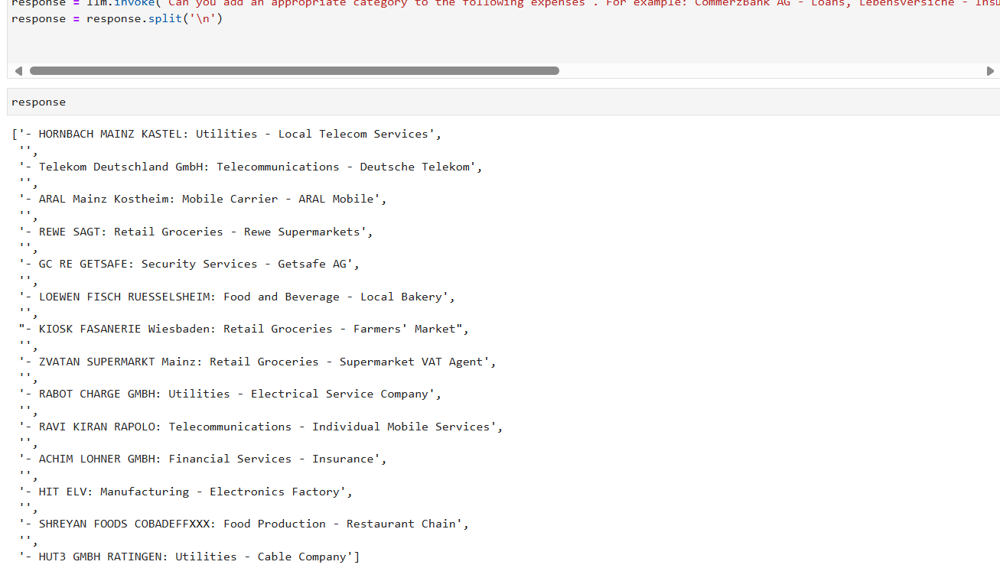 response = llm.invoke("Can you add an appropriate category to the following expenses . For example: CommerzBank AG - Loans, Lebensversiche - Insu
response = response.split('\n')
response
['- HORNBACH MAINZ KASTEL: Utilities - Local Telecom Services',
'',
'- Telekom Deutschland GmbH: Telecommunications - Deutsche Telekom',
'',
'- ARAL Mainz Kostheim: Mobile Carrier - ARAL Mobile',
'',
'- REWE SAGT: Retail Groceries - Rewe Supermarkets',
'',
'- GC RE GETSAFE: Security Services - Getsafe AG',
'',
'- LOEWEN FISCH RUESSELSHEIM: Food and Beverage - Local Bakery',
'',
"- KIOSK FASANERIE Wiesbaden: Retail Groceries - Farmers' Market",
'',
'- ZVATAN SUPERMARKT Mainz: Retail Groceries - Supermarket VAT Agent',
'',
'- RABOT CHARGE GMBH: Utilities - Electrical Service Company',
'',
'- RAVI KIRAN RAPOLO: Telecommunications - Individual Mobile Services',
'',
'- ACHIM LOHNER GMBH: Financial Services - Insurance',
'',
'- HIT ELV: Manufacturing - Electronics Factory',
'',
'- SHREYAN FOODS COBADEFFXXX: Food Production - Restaurant Chain',
'',
'- HUT3 GMBH RATINGEN: Utilities - Cable Company']